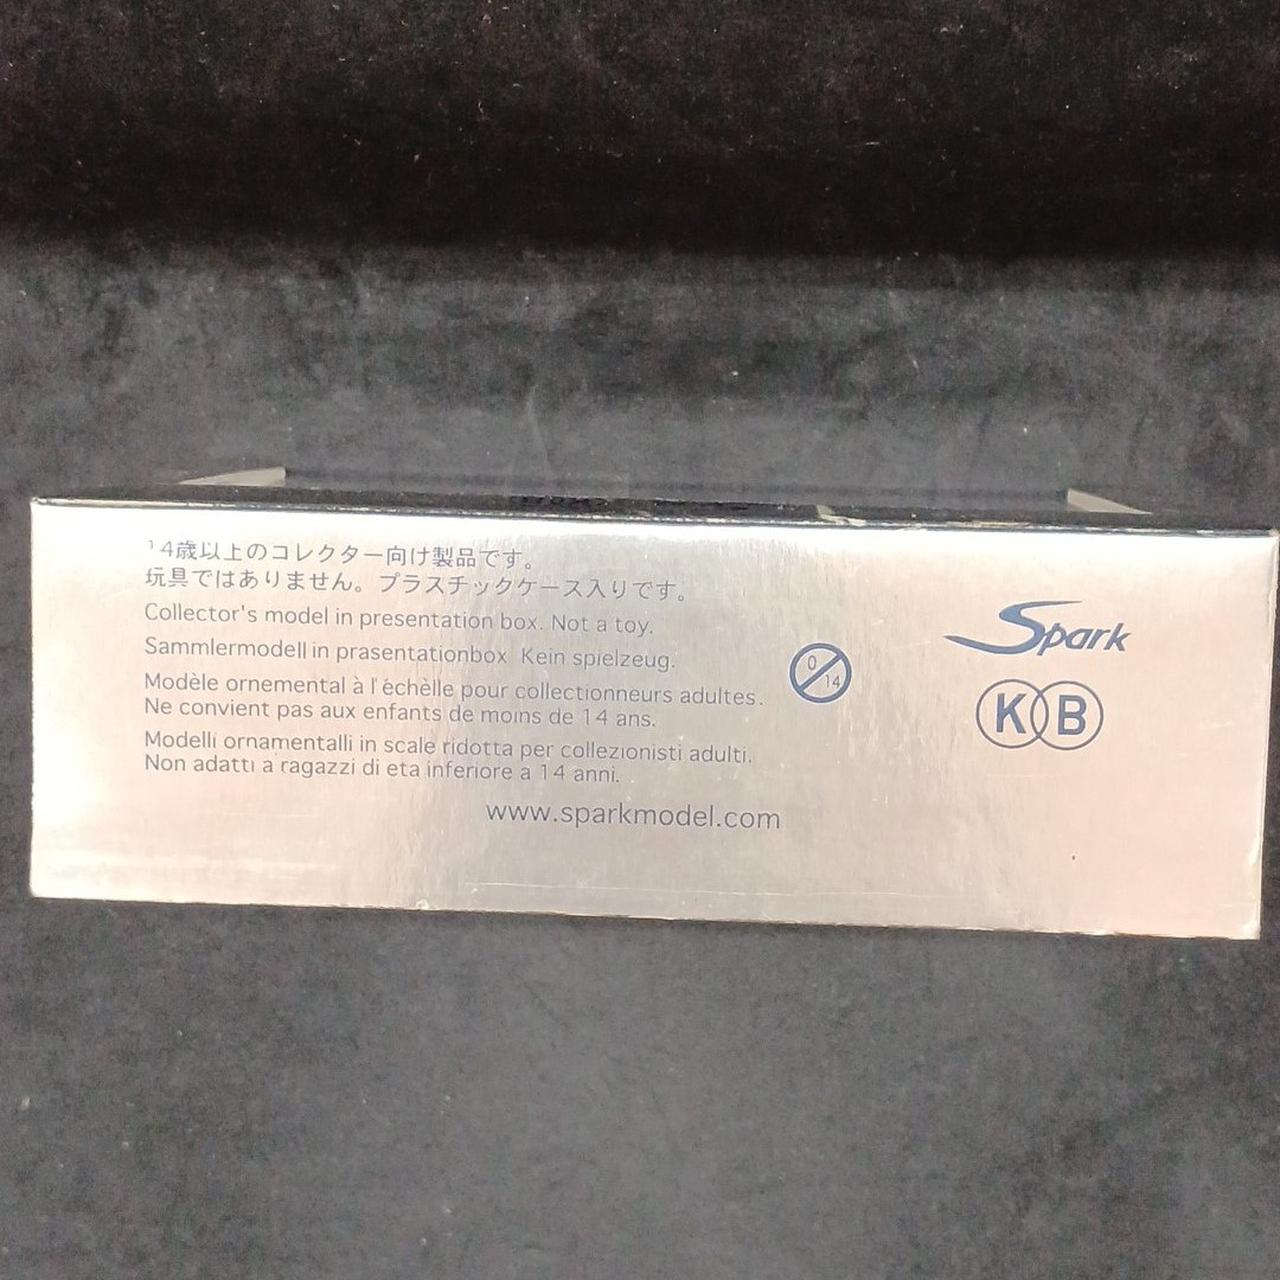 14歳以上のコレクター向け製品です。
玩具ではありません。プラスチックケース入りです。
Collector's model in presentation box. Not a toy.
Sammlermodell in prasentationbox Kein spielzeug.
Modèle ornemental à l'échèlle pour collectionneurs adultes.
Ne convient pas aux enfants de moins de 14 ans.
Modelli ornamentalli in scale ridotta per collezionisti adulti.
Non adatti a ragazzi di eta inferiore a 14 anni.
www.sparkmodel.com
0
14
Spark
K B